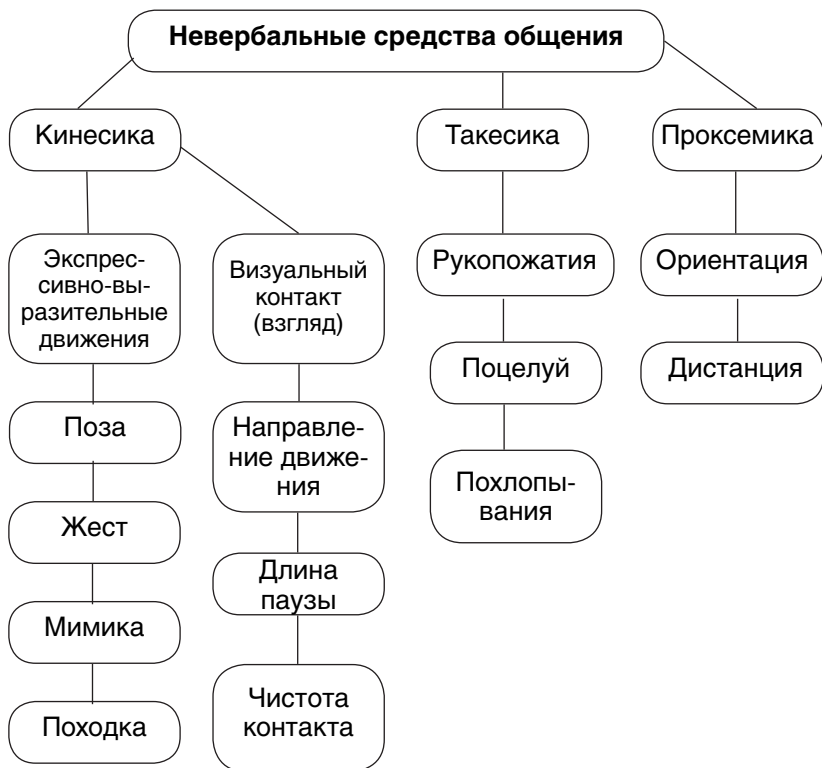 Невербальные средства общения
Кинесика
Такесика
Проксемика
Экспрес-
сивно-вы-
разительные
движения
Визуальный
контакт
(взгляд)
Рукопожатия
Ориентация
Поцелуй
Дистанция
Поза
Направле-
ние движе-
ния
Похлопы-
вания
Жест
Длина
паузы
Мимика
Чистота
контакта
Походка